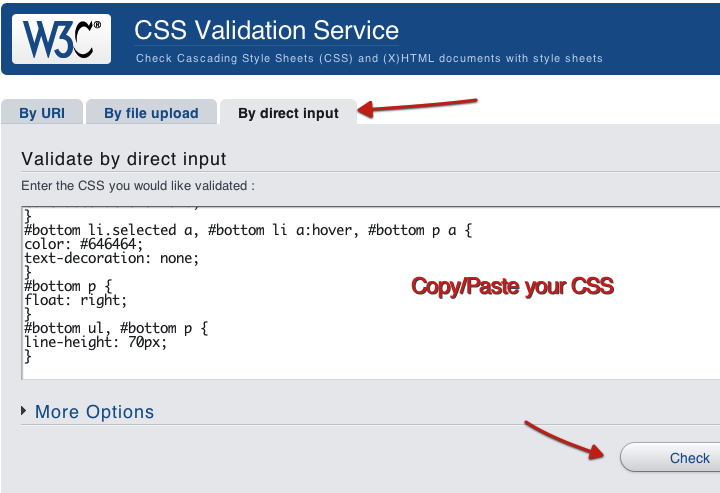 W3C®
CSS Validation Service
Check Cascading Style Sheets (CSS) and (X)HTML documents with style sheets
By URI By file upload By direct input
Validate by direct input
Enter the CSS you would like validated :
}
#bottom li.selected a, #bottom li a:hover, #bottom p a {
color: #646464;
text-decoration: none;
}
#bottom p {
float: right;
}
#bottom ul, #bottom p {
line-height: 70px;
}
Copy/Paste your CSS
More Options
Check